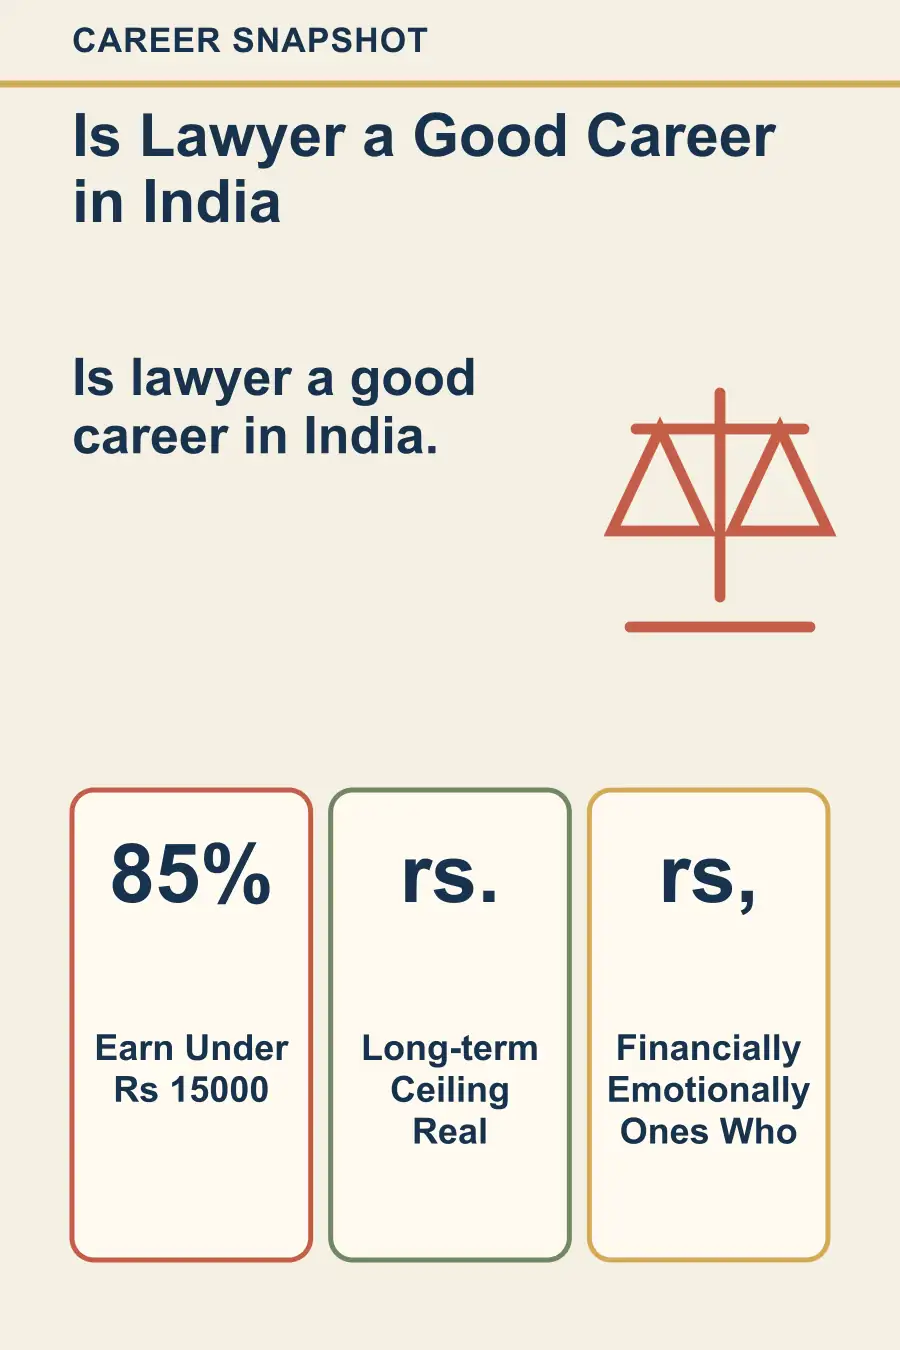 CAREER SNAPSHOT
Is Lawyer a Good Career
in India
Is lawyer a good
career in India.
85%
Earn Under
Rs 15000
rs.
Long-term
Ceiling
Real
rs,
Financially
Emotionally
Ones Who